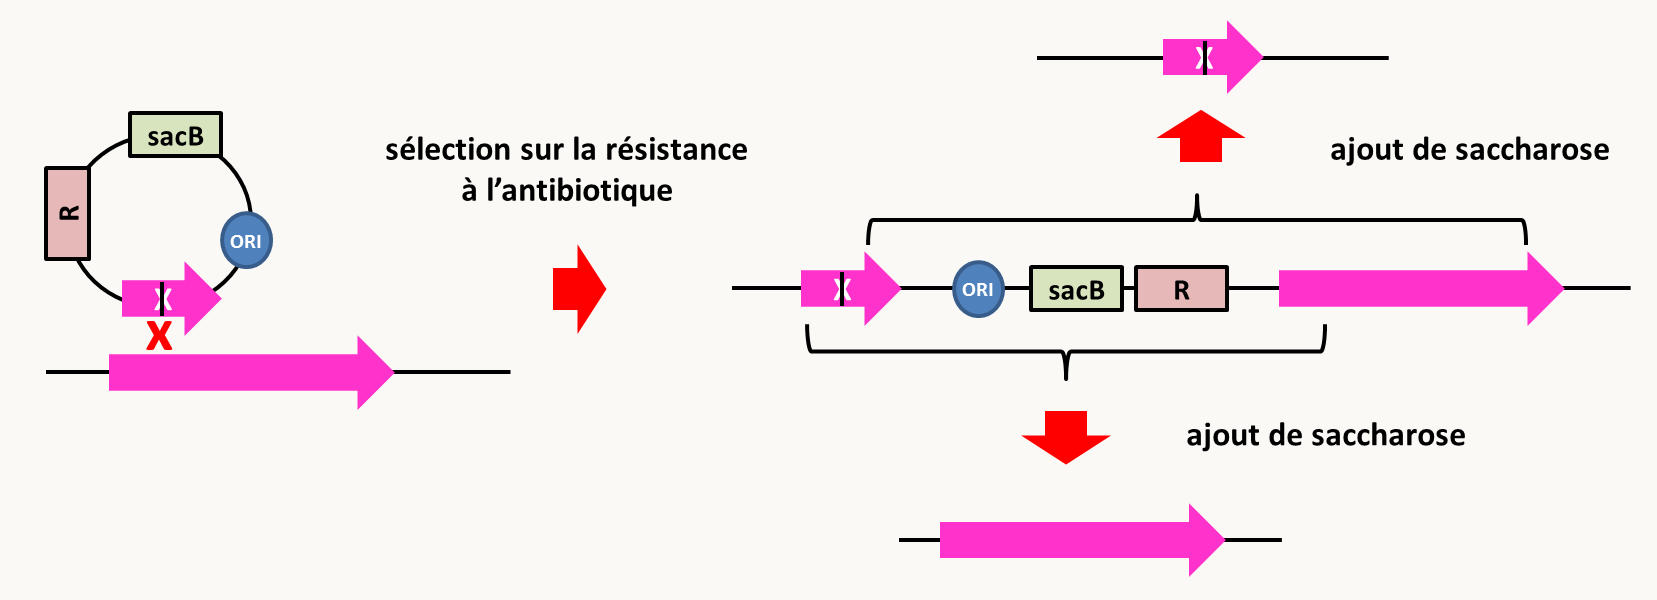 sacB
R
ORI
X
X
sélection sur la résistance
à l’antibiotique
X
ajout de saccharose
X
ORI
sacB
R
ajout de saccharose